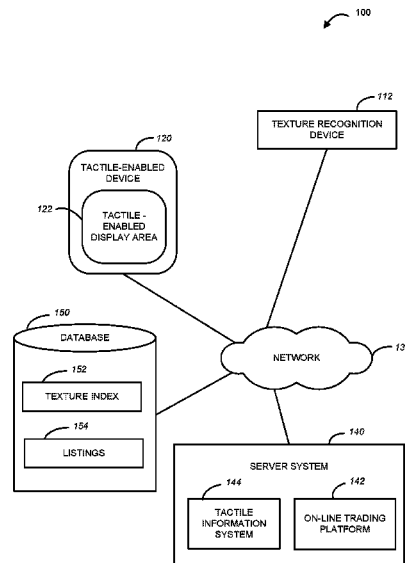 100
112
TEXTURE RECOGNITION
DEVICE
120
TACTILE-ENABLED
DEVICE
122
TACTILE -
ENABLED
DISPLAY AREA
150
DATABASE
NETWORK
13
152
TEXTURE INDEX
154
LISTINGS
140
SERVER SYSTEM
144
142
TACTILE
INFORMATION
SYSTEM
ON-LINE TRADING
PLATFORM